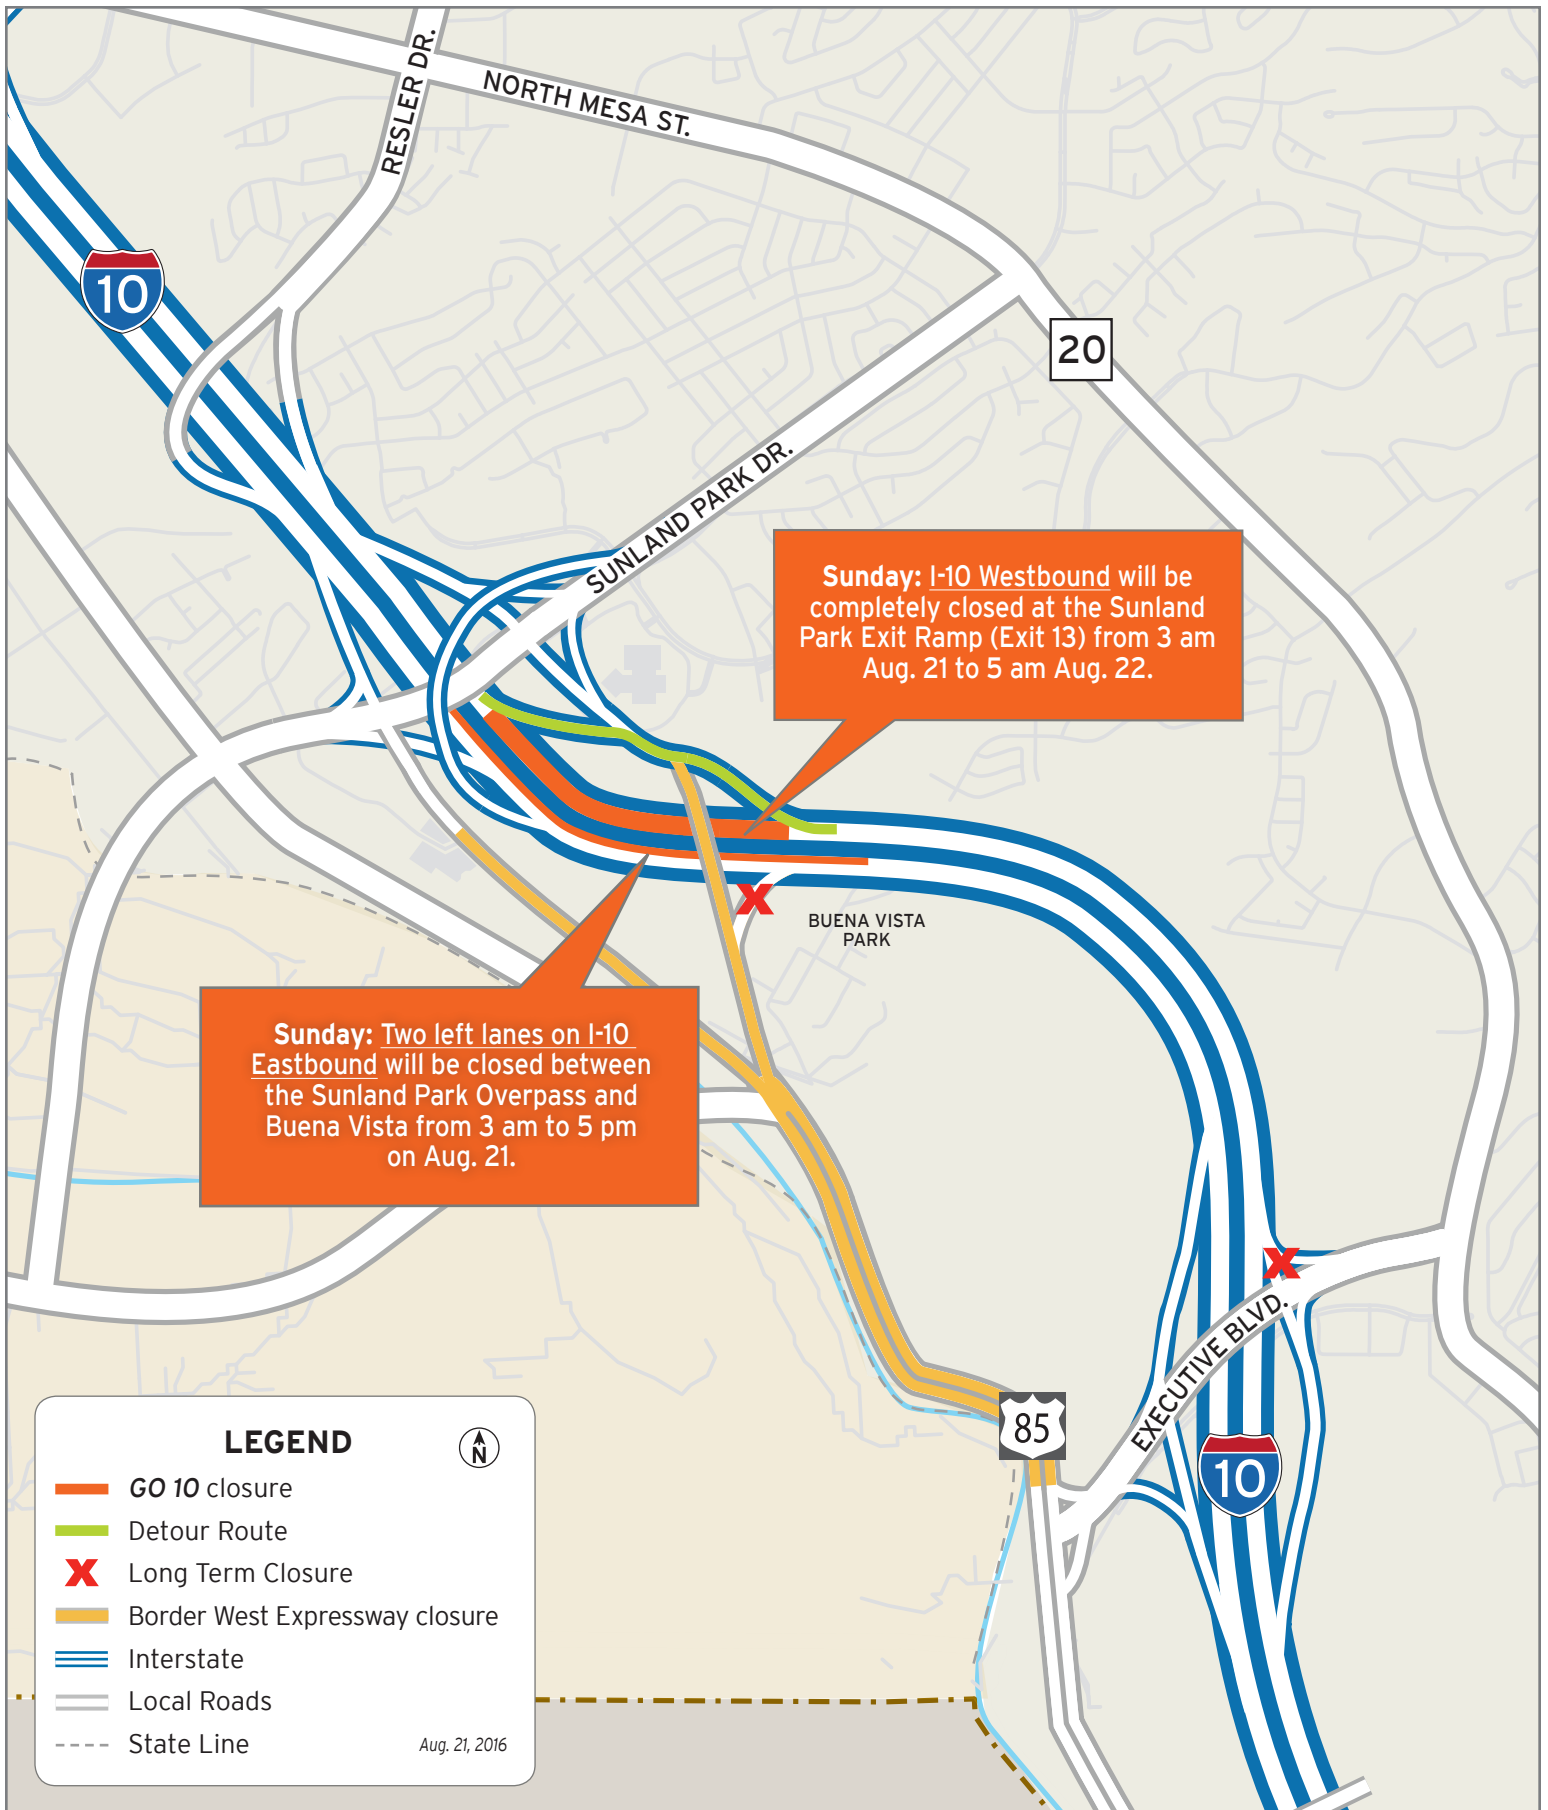 RESLER DR.
NORTH MESA ST.
10
20
SUNLAND PARK DR.
Sunday: I-10 Westbound will be
completely closed at the Sunland
Park Exit Ramp (Exit 13) from 3 am
Aug. 21 to 5 am Aug. 22.
BUENA VISTA
PARK
Sunday: Two left lanes on I-10
Eastbound will be closed between
the Sunland Park Overpass and
Buena Vista from 3 am to 5 pm
on Aug. 21.
EXECUTIVE BLVD.
85
10
LEGEND
N
GO 10 closure
Detour Route
X Long Term Closure
Border West Expressway closure
Interstate
Local Roads
State Line
Aug. 21, 2016